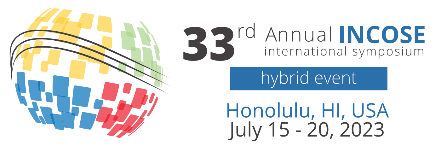 33rd Annual INCOSE
international symposium
hybrid event
Honolulu, HI, USA
July 15 - 20, 2023